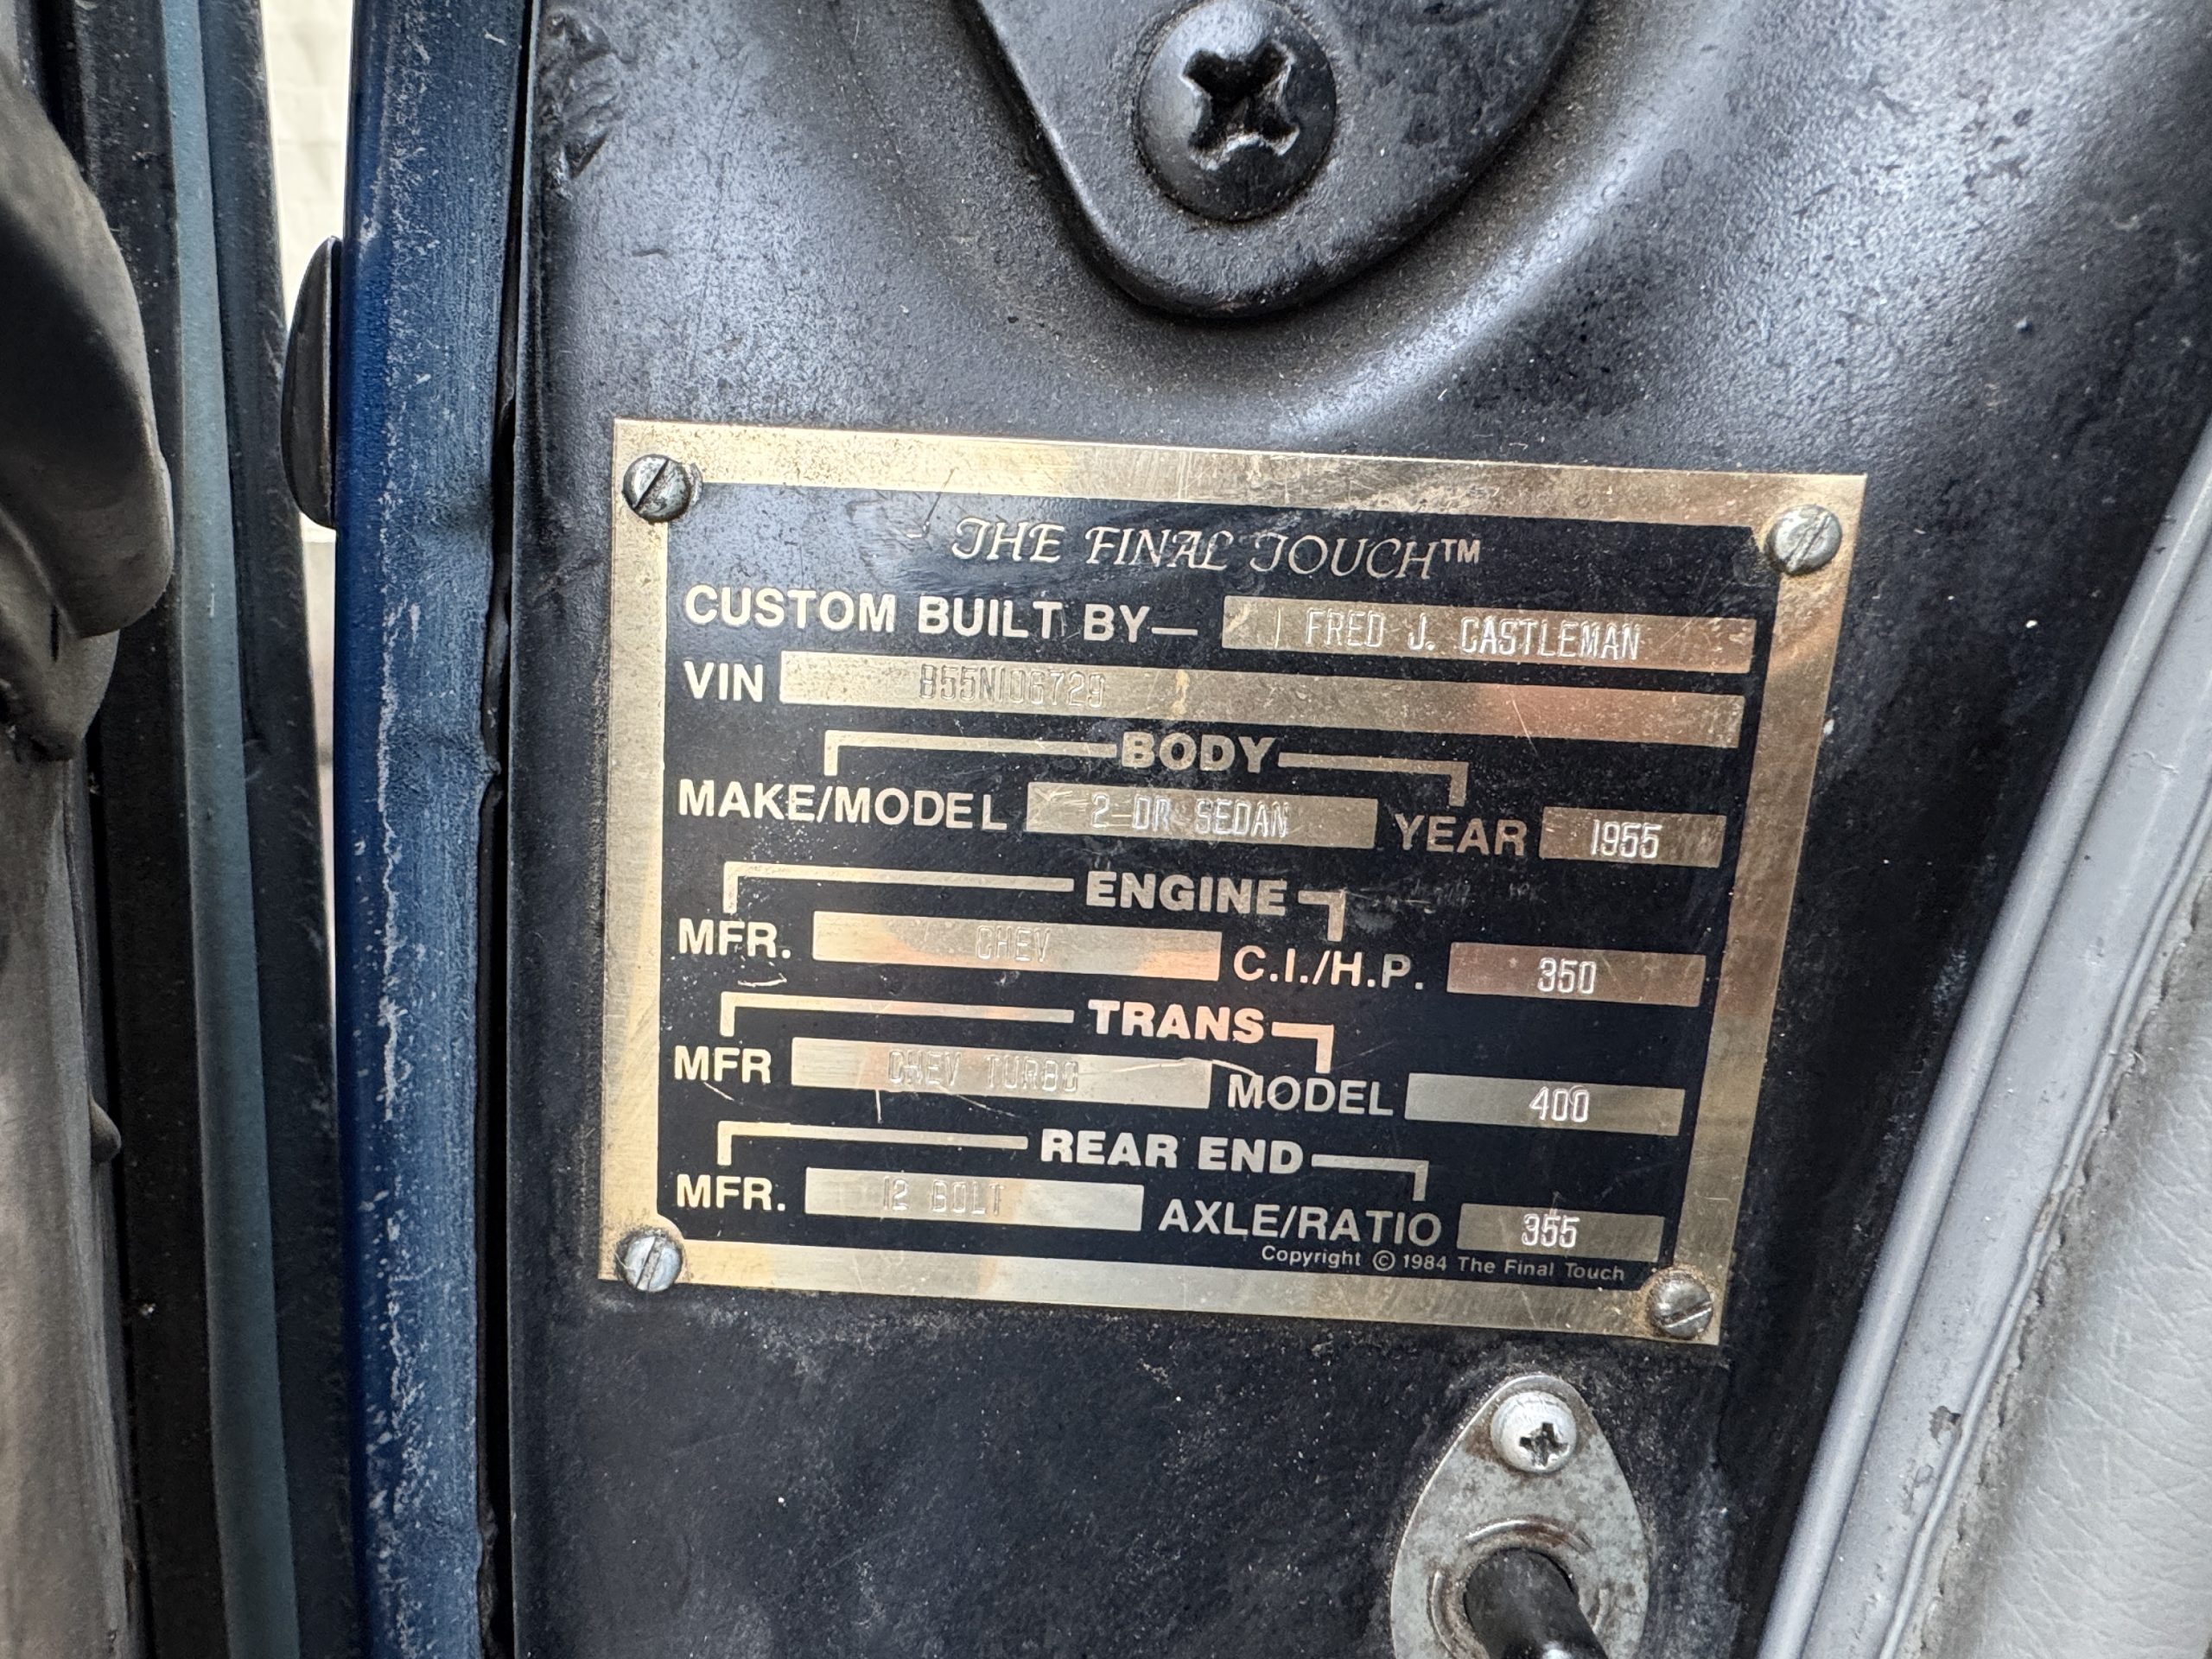 THE FINAL TOUCH™
CUSTOM BUILT BY— FRED J. CASTLEMAN
VIN B55N106729
BODY
MAKE/MODEL 2-DR SEDAN YEAR 1955
ENGINE
MFR. CHEV C.I./H.P. 350
TRANS
MFR CHEV TURBO MODEL 400
REAR END
MFR. 12 BOLT AXLE/RATIO 355
Copyright © 1984 The Final Touch